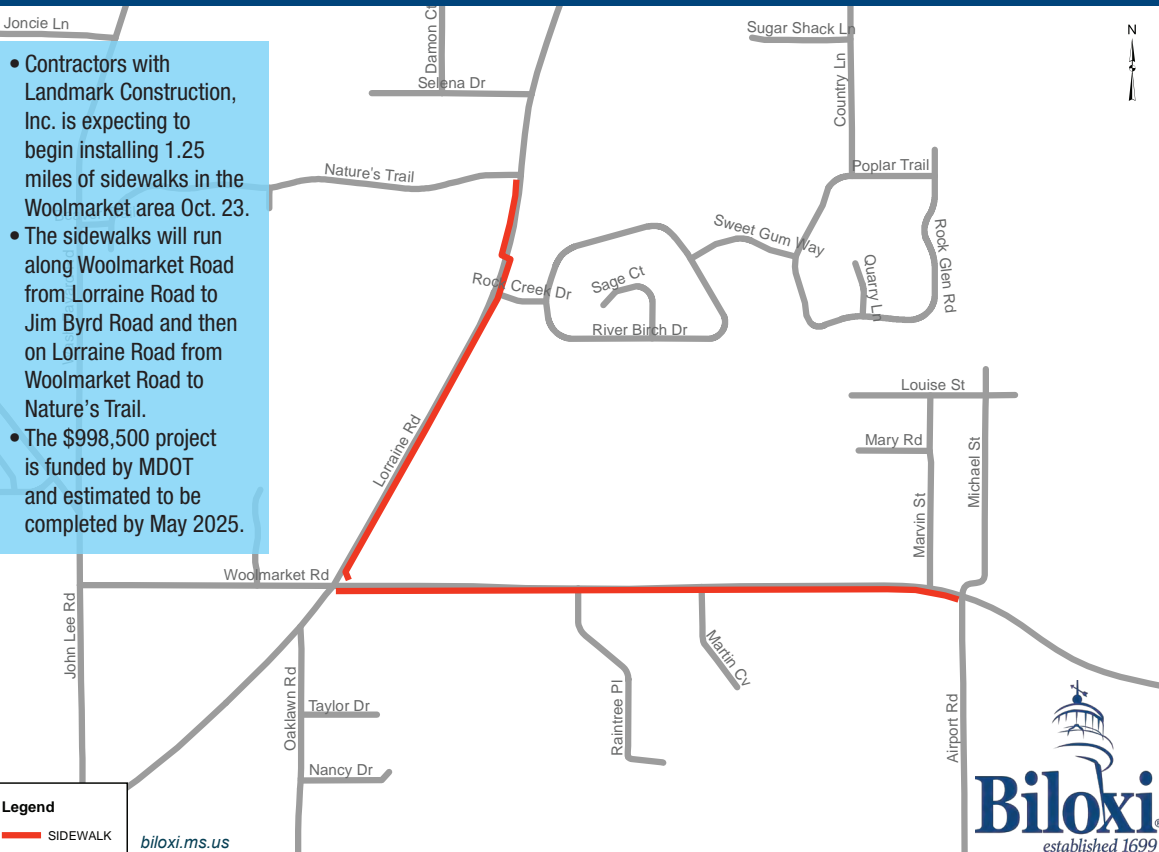 Joncie Ln
Damon Ct
Sugar Shack Ln
N
• Contractors with
Landmark Construction,
Inc. is expecting to
begin installing 1.25
miles of sidewalks in the
Woolmarket area Oct. 23.
• The sidewalks will run
along Woolmarket Road
from Lorraine Road to
Jim Byrd Road and then
on Lorraine Road from
Woolmarket Road to
Nature's Trail.
• The $998,500 project
is funded by MDOT
and estimated to be
completed by May 2025.
Selena Dr
Country Ln
Nature's Trail
Poplar Trail
Sweet Gum Way
Rock Glen Rd
Rock Creek Dr
Sage Ct
Quarry Ln
River Birch Dr
Louise St
Lorraine Rd
Mary Rd
Michael St
Marvin St
Woolmarket Rd
John Lee Rd
Martin Cv
Oaklawn Rd
Taylor Dr
Raintree Pl
Airport Rd
Nancy Dr
Legend
SIDEWALK
biloxi.ms.us
Biloxi®
established 1699